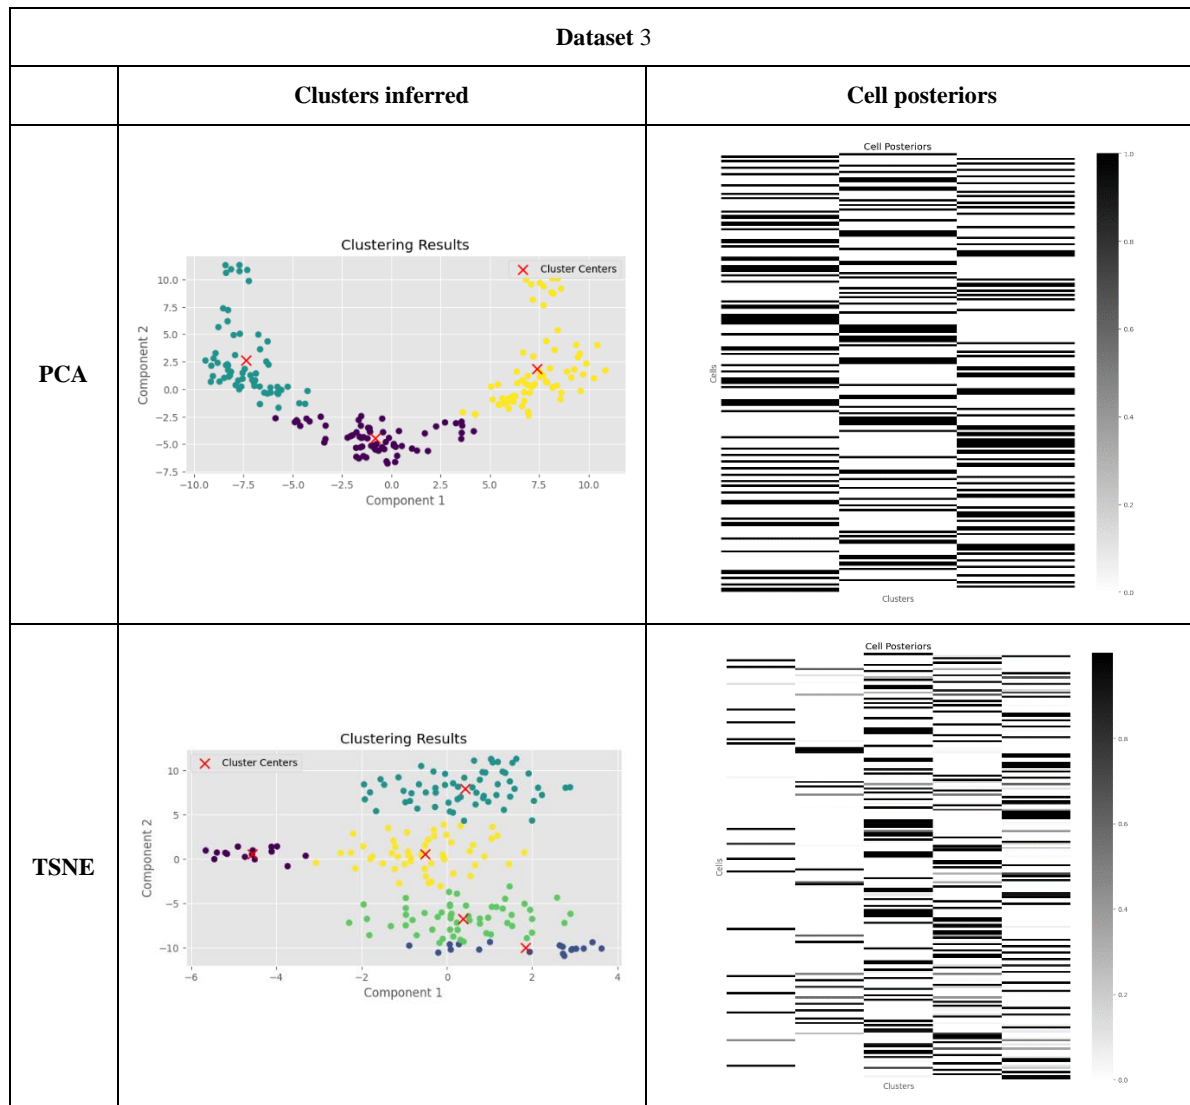 Dataset 3
Clusters inferred
Cell posteriors
PCA
Clustering Results
Cluster Centers
10.0
7.5
5.0
2.5
0.0
−2.5
−5.0
−7.5
Component 2
−10.0 −7.5 −5.0 −2.5 0.0 2.5 5.0 7.5 10.0
Component 1
Cell Posteriors
Cells
Clusters
1.0
0.8
0.6
0.4
0.2
0.0
TSNE
Clustering Results
Cluster Centers
10
5
0
−5
−10
Component 2
−6 −4 −2 0 2 4
Component 1
Cell Posteriors
Cells
Clusters
0.8
0.6
0.4
0.2
0.0